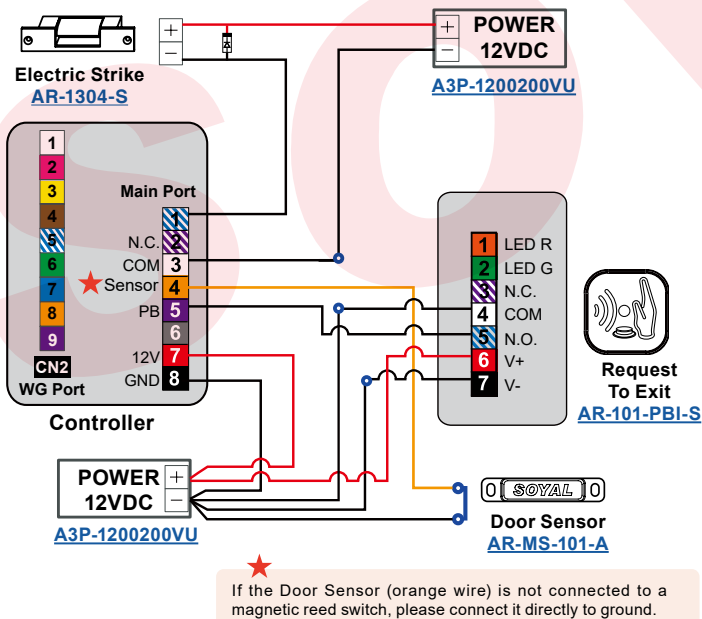 +
−
POWER
12VDC
+
−
A3P-1200200VU
Electric Strike
AR-1304-S
1
2
3
4
5
6
7
8
9
CN2
WG Port
Main Port
1
N.C. 2
COM 3
Sensor 4
PB 5
6
12V 7
GND 8
Controller
1 LED R
2 LED G
3 N.C.
4 COM
5 N.O.
6 V+
7 V-
Request
To Exit
AR-101-PBI-S
POWER
12VDC
+
−
A3P-1200200VU
SOYAL
Door Sensor
AR-MS-101-A
If the Door Sensor (orange wire) is not connected to a
magnetic reed switch, please connect it directly to ground.